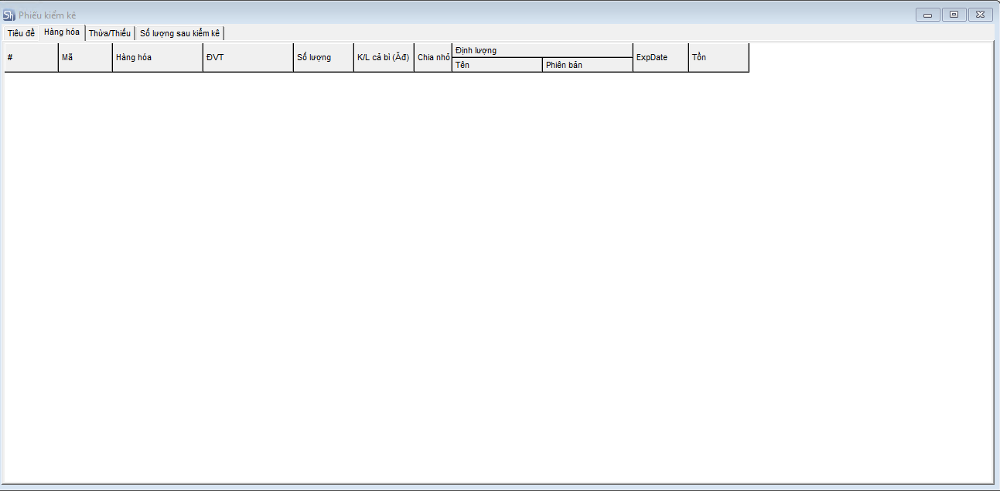 Phiếu kiểm kê
Tiêu đề Hàng hóa Thừa/Thiếu Số lượng sau kiểm kê
# Mã Hàng hóa ĐVT Số lượng K/L cả bì (Ăđ) Chia nhỏ Định lượng ExpDate Tồn
Tên Phiên bản